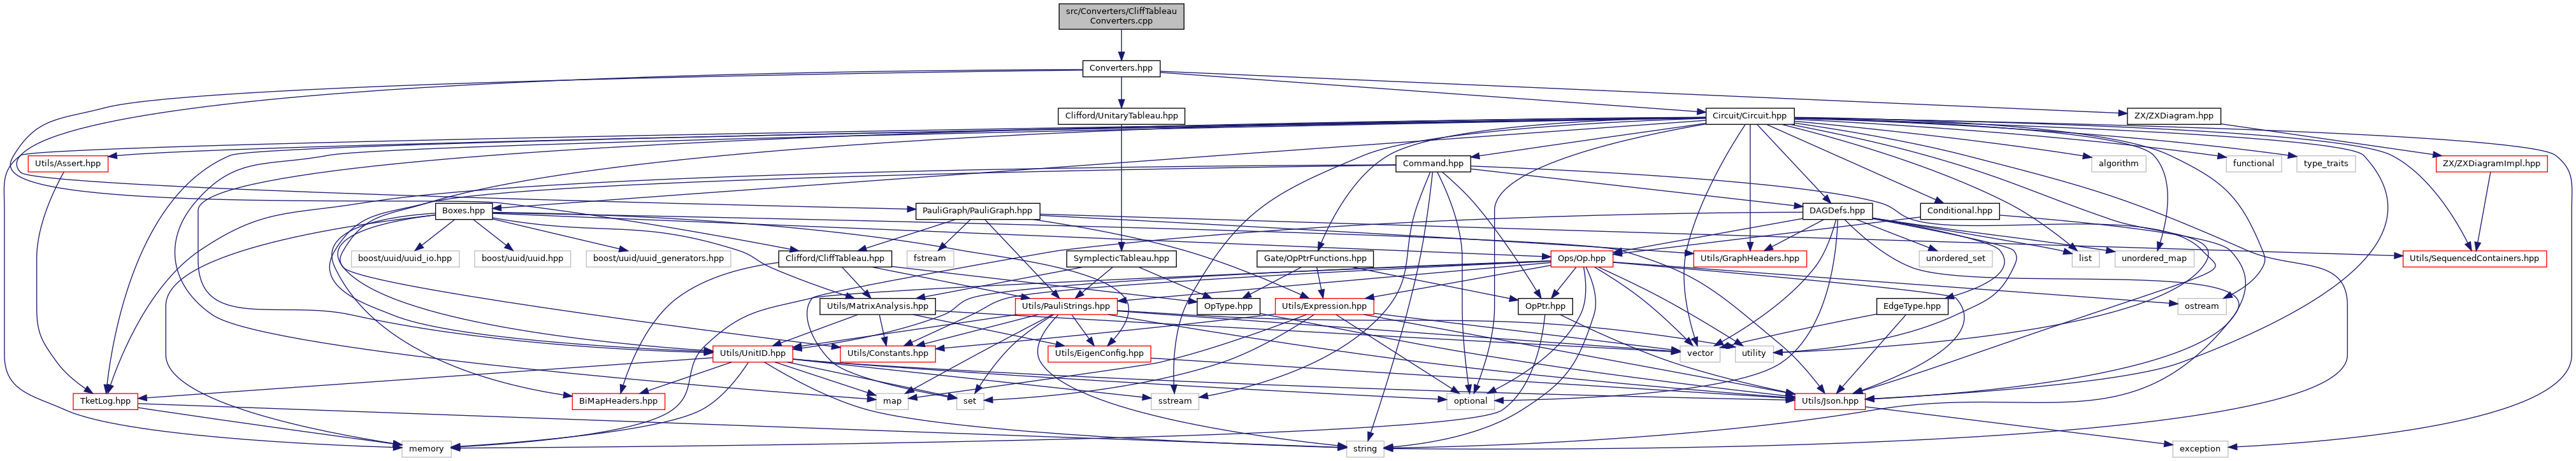 src/Converters/CliffTableau
Converters.cpp
Converters.hpp
Clifford/UnitaryTableau.hpp
Circuit/Circuit.hpp
ZX/ZXDiagram.hpp
Utils/Assert.hpp
Command.hpp
algorithm
functional
type_traits
ZX/ZXDiagramImpl.hpp
Boxes.hpp
PauliGraph/PauliGraph.hpp
DAGDefs.hpp
Conditional.hpp
boost/uuid/uuid_io.hpp
boost/uuid/uuid.hpp
boost/uuid/uuid_generators.hpp
Clifford/CliffTableau.hpp
fstream
SymplecticTableau.hpp
Gate/OpPtrFunctions.hpp
Ops/Op.hpp
Utils/GraphHeaders.hpp
unordered_set
list
unordered_map
Utils/SequencedContainers.hpp
Utils/MatrixAnalysis.hpp
Utils/PauliStrings.hpp
OpType.hpp
Utils/Expression.hpp
OpPtr.hpp
EdgeType.hpp
ostream
Utils/UnitID.hpp
Utils/Constants.hpp
Utils/EigenConfig.hpp
vector
utility
TketLog.hpp
BiMapHeaders.hpp
map
set
sstream
optional
Utils/Json.hpp
memory
string
exception